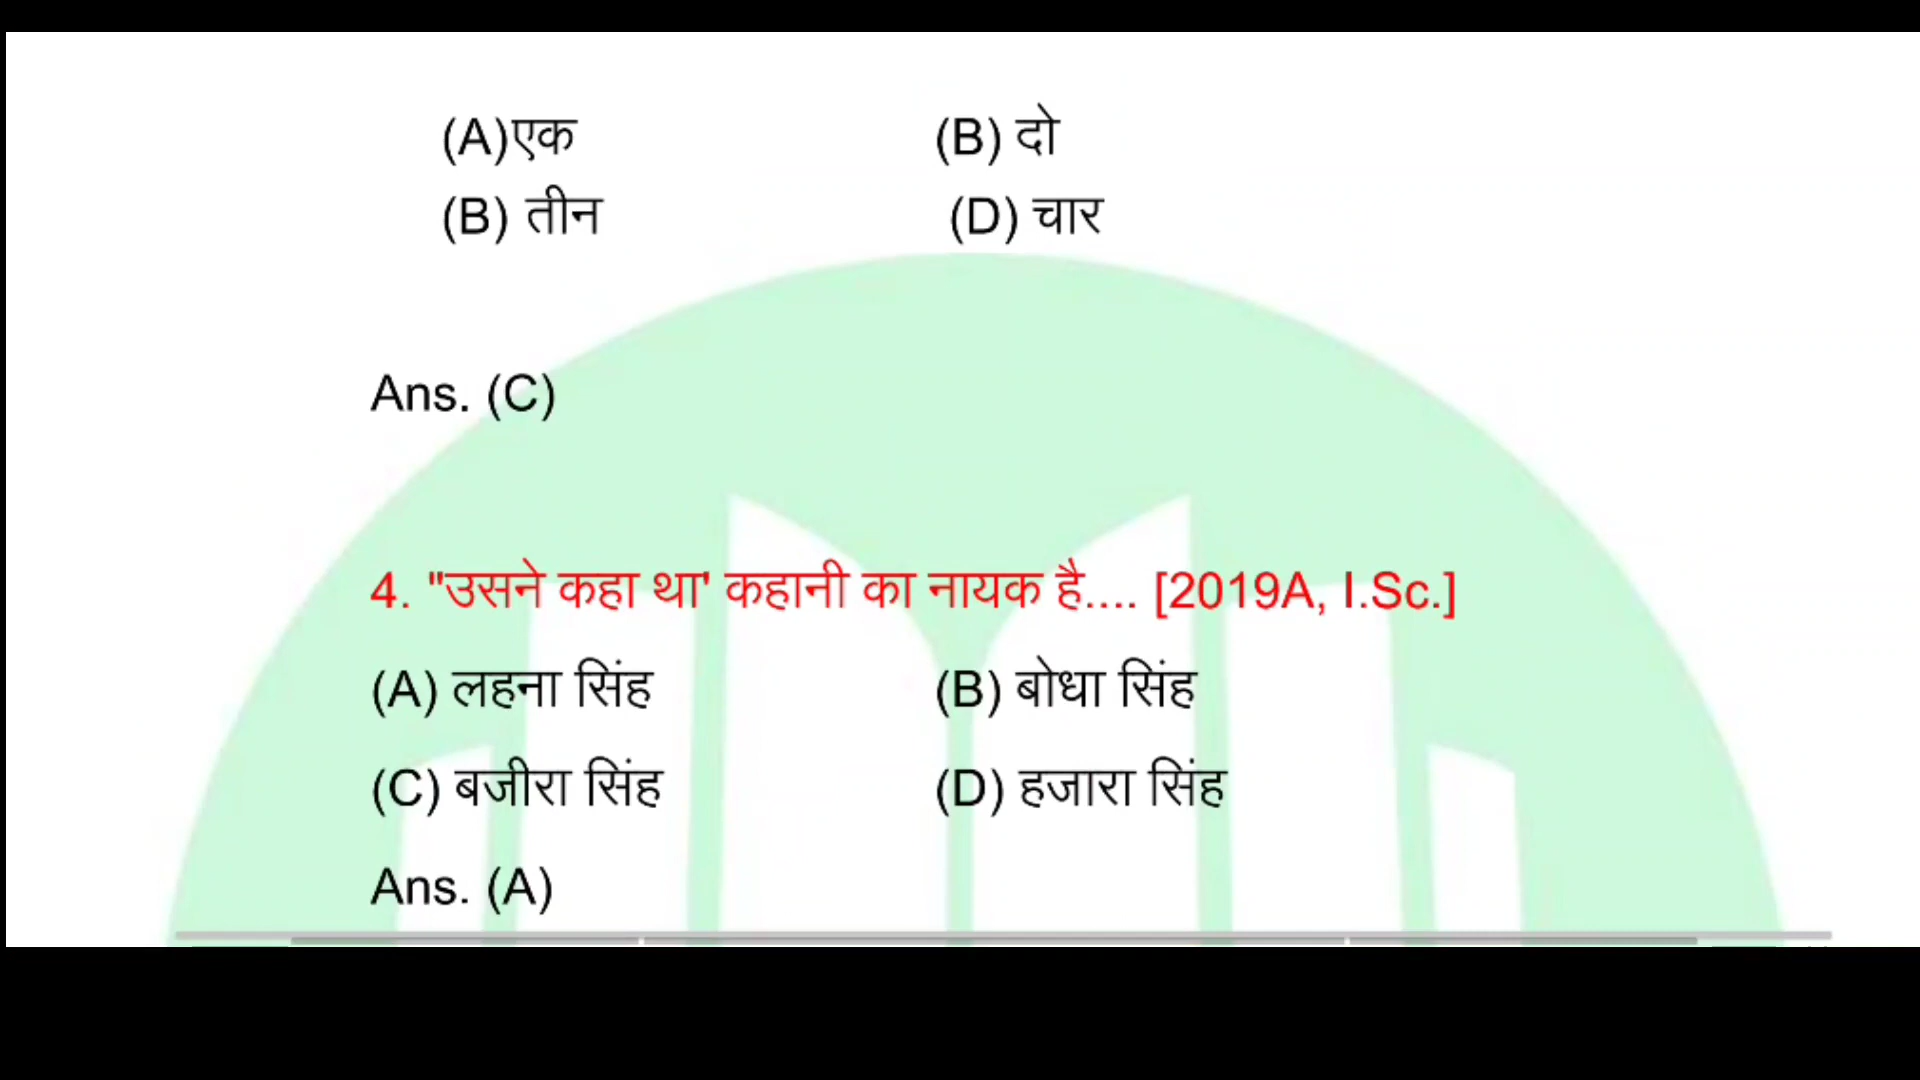 (A)एक (B) दो
(B) तीन (D) चार
Ans. (C)
4. "उसने कहा था' कहानी का नायक है.... [2019A, I.Sc.]
(A) लहना सिंह (B) बोधा सिंह
(C) बजीरा सिंह (D) हजारा सिंह
Ans. (A)